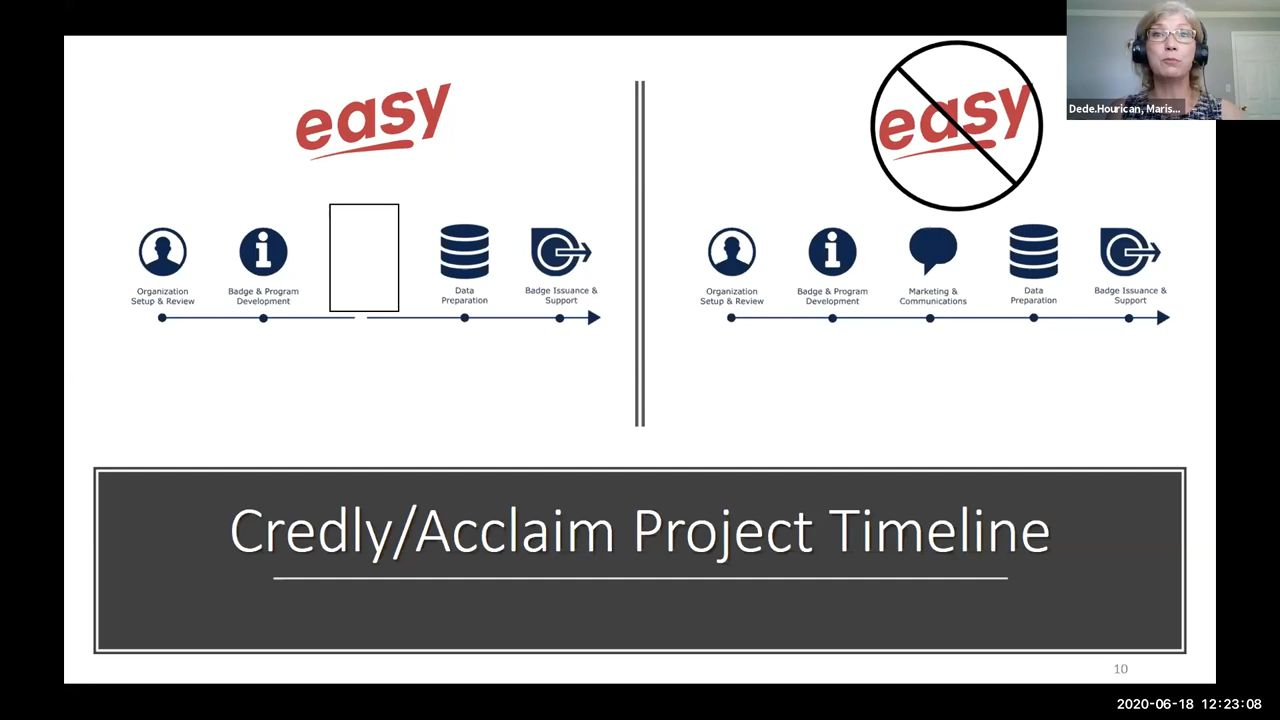 easy
Organization
Setup & Review
Badge & Program
Development
Data
Preparation
Badge Issuance &
Support
easy
Organization
Setup & Review
Badge & Program
Development
Marketing &
Communications
Data
Preparation
Badge Issuance &
Support
Dede.Hourican, Maris...
Credly/Acclaim Project Timeline
10
2020-06-18 12:23:08